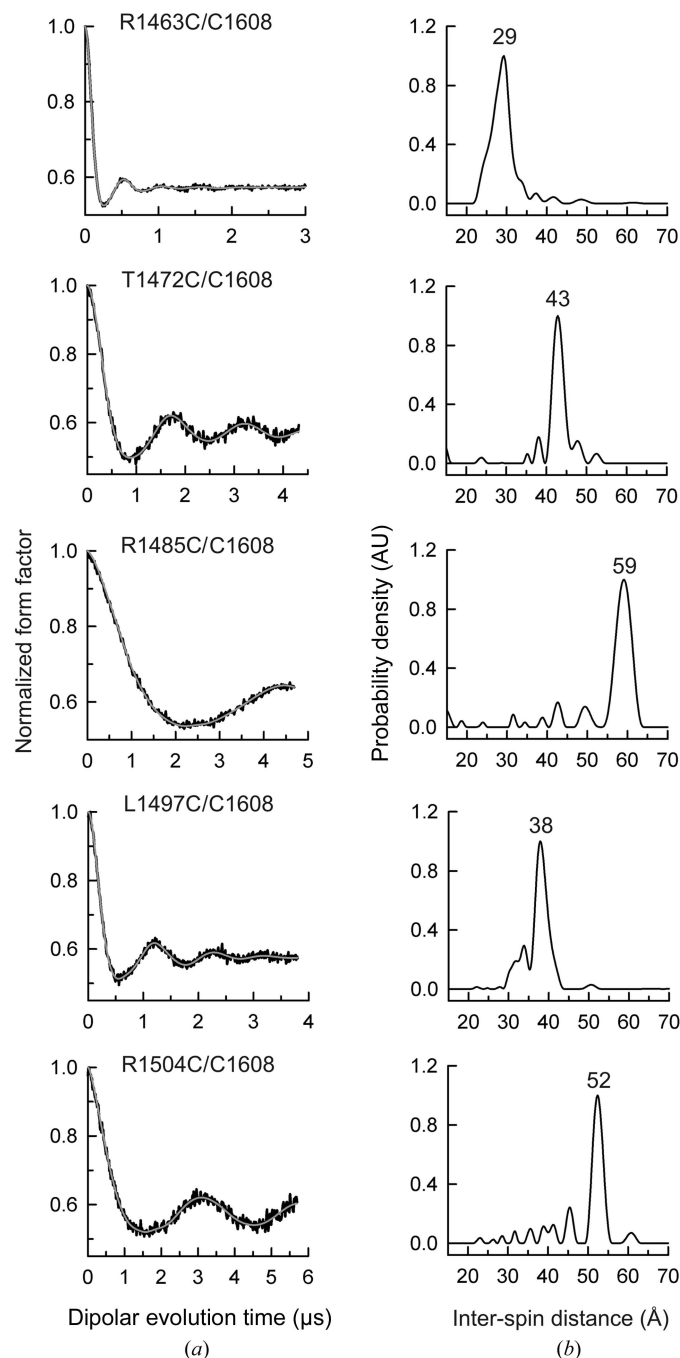 R1463C/C1608
1.0
0.8
0.6
0 1 2 3
29
1.2
0.8
0.4
0.0
20 30 40 50 60 70
T1472C/C1608
1.0
0.8
0.6
0 1 2 3 4
43
1.2
0.8
0.4
0.0
20 30 40 50 60 70
R1485C/C1608
1.0
0.8
0.6
0 1 2 3 4 5
59
1.2
0.8
0.4
0.0
20 30 40 50 60 70
L1497C/C1608
1.0
0.8
0.6
0 1 2 3 4
38
1.2
0.8
0.4
0.0
20 30 40 50 60 70
R1504C/C1608
1.0
0.8
0.6
0 1 2 3 4 5 6
52
1.2
0.8
0.4
0.0
20 30 40 50 60 70
Normalized form factor
Probability density (AU)
Dipolar evolution time (µs)
Inter-spin distance (Å)
(a)
(b)